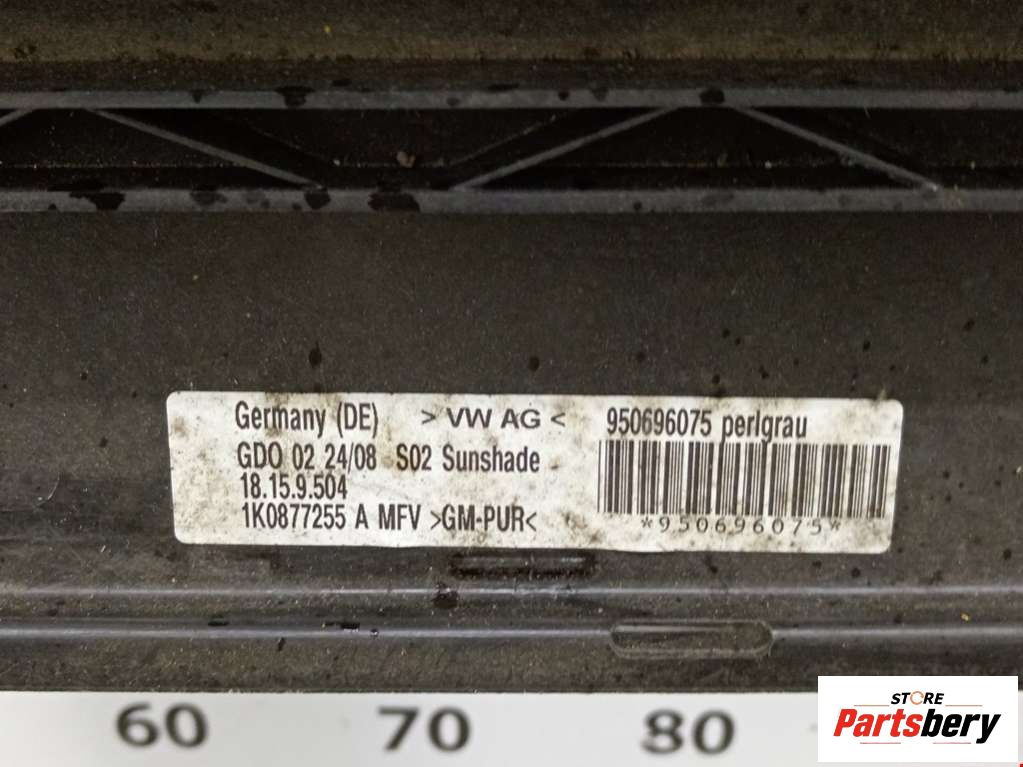 Germany (DE) > VW AG < 950696075 perlgrau
GDO 02 24/08 S02 Sunshade
18.15.9.504
1K0877255 A MFV >GM-PUR<
*950696075*
60 70 80
STORE
Partsbery